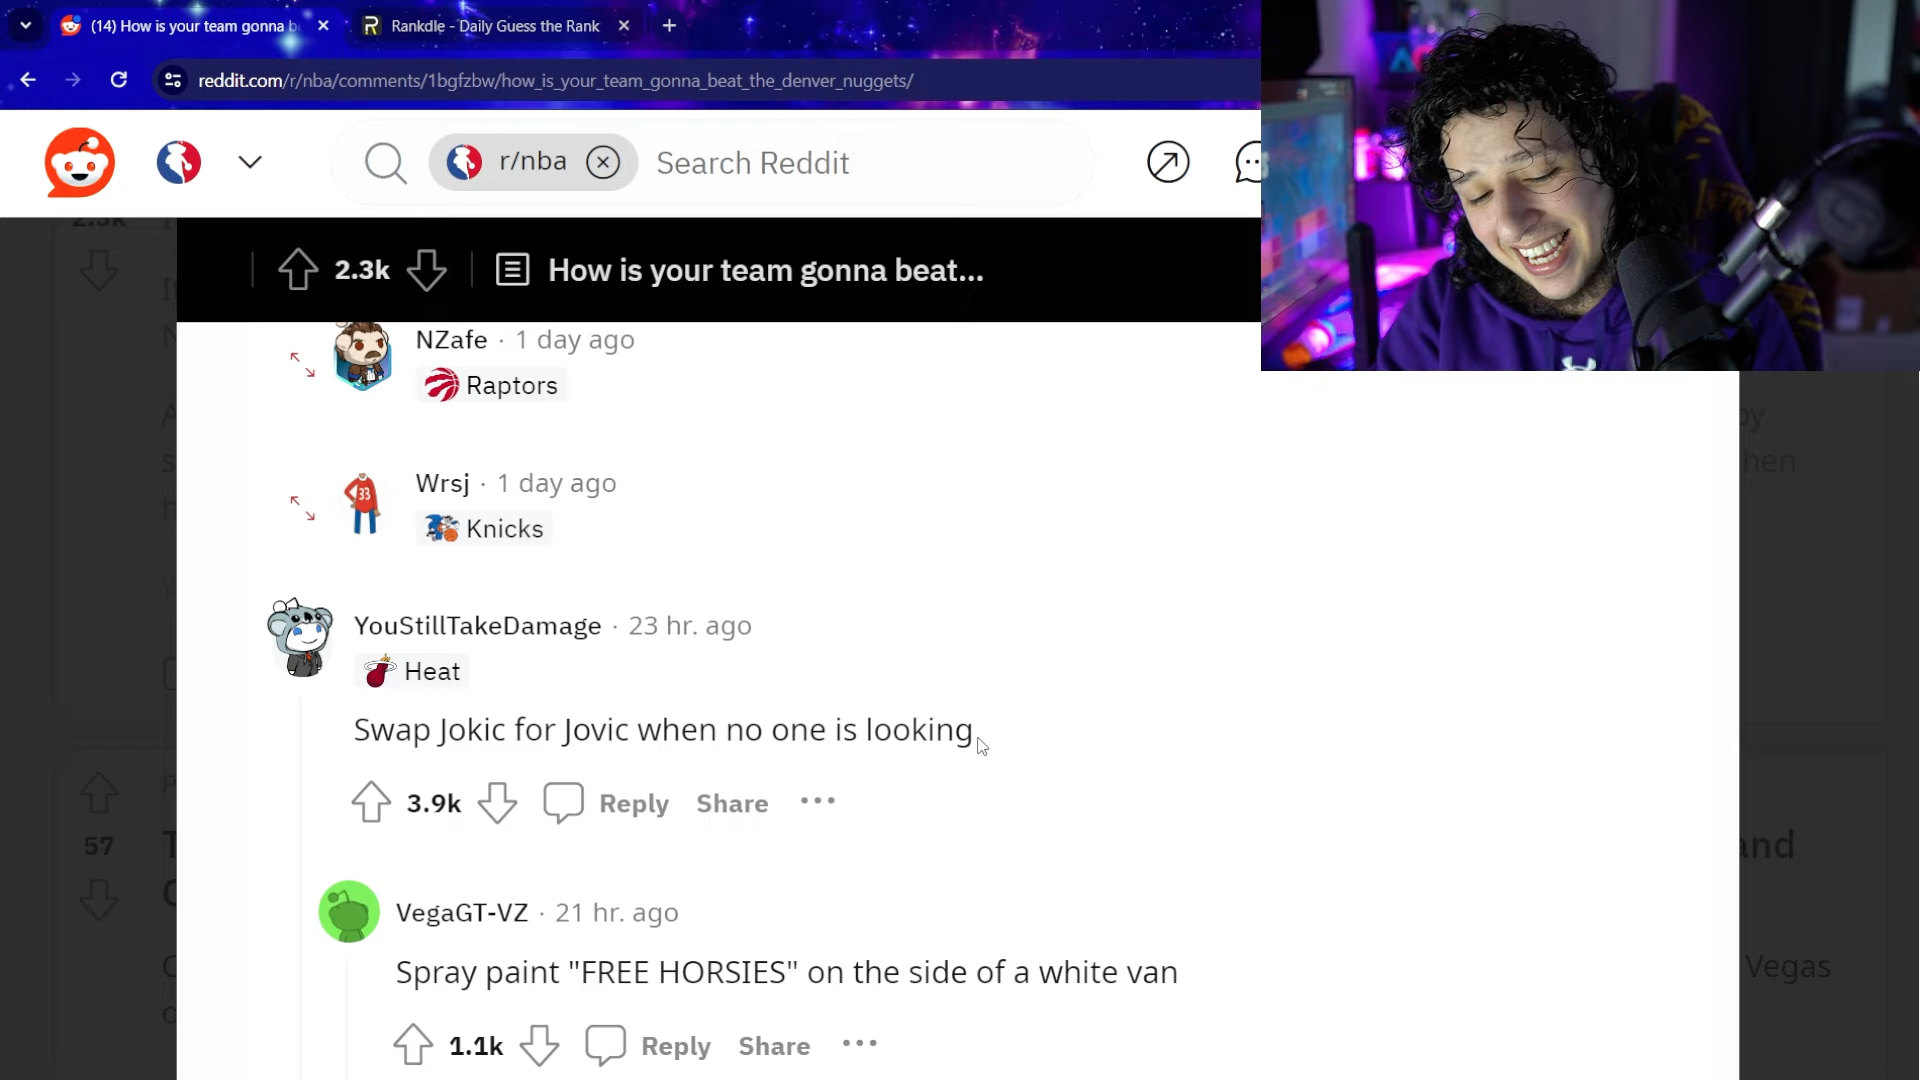 (14) How is your team gonna b
Rankdle - Daily Guess the Rank
reddit.com/r/nba/comments/1bgfzbw/how_is_your_team_gonna_beat_the_denver_nuggets/
r/nba
Search Reddit
2.3k
How is your team gonna beat...
NZafe · 1 day ago
Raptors
by
hen
Wrsj · 1 day ago
33
Knicks
YouStillTakeDamage · 23 hr. ago
Heat
Swap Jokic for Jovic when no one is looking
3.9k
Reply
Share
57
and
VegaGT-VZ · 21 hr. ago
Spray paint "FREE HORSIES" on the side of a white van
Vegas
1.1k
Reply
Share